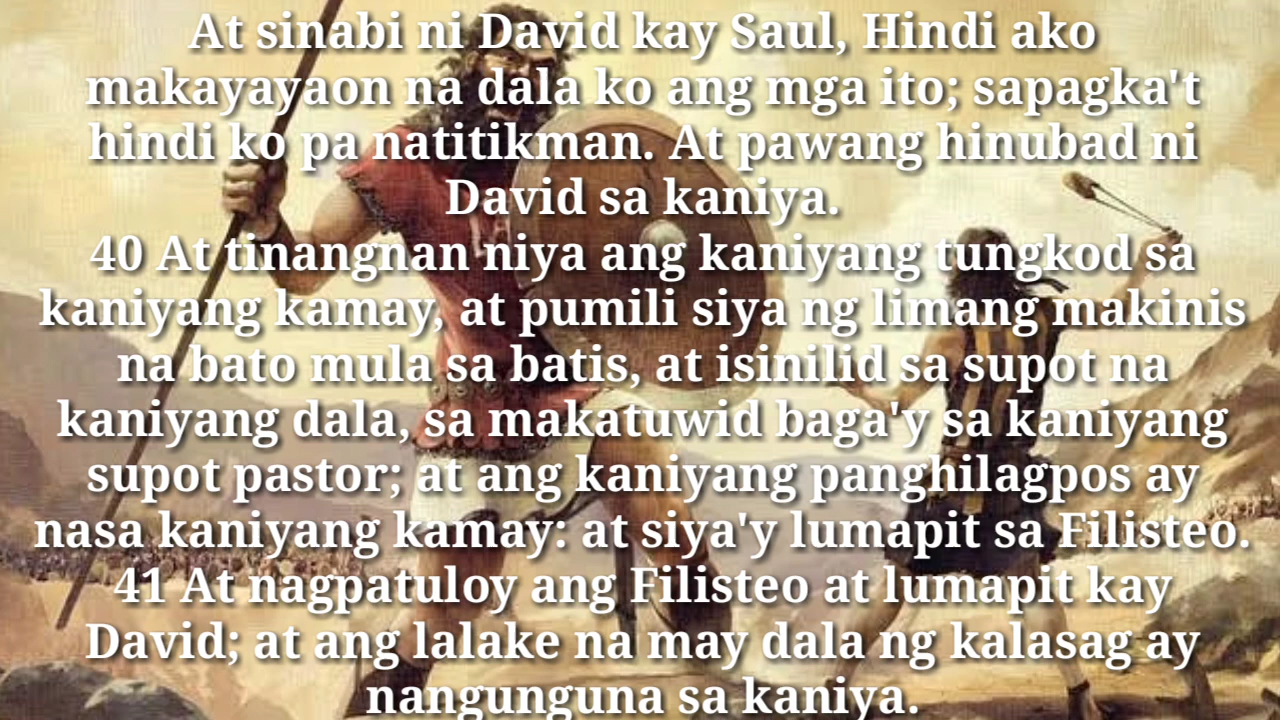 At sinabi ni David kay Saul, Hindi ako
makayayaon na dala ko ang mga ito; sapagka't
hindi ko pa natitikman. At pawang hinubad ni
David sa kaniya.
40 At tinangnan niya ang kaniyang tungkod sa
kaniyang kamay, at pumili siya ng limang makinis
na bato mula sa batis, at isinilid sa supot na
kaniyang dala, sa makatuwid baga'y sa kaniyang
supot pastor; at ang kaniyang panghilagpos ay
nasa kaniyang kamay: at siya'y lumapit sa Filisteo.
41 At nagpatuloy ang Filisteo at lumapit kay
David; at ang lalake na may dala ng kalasag ay
nangunguna sa kaniya.